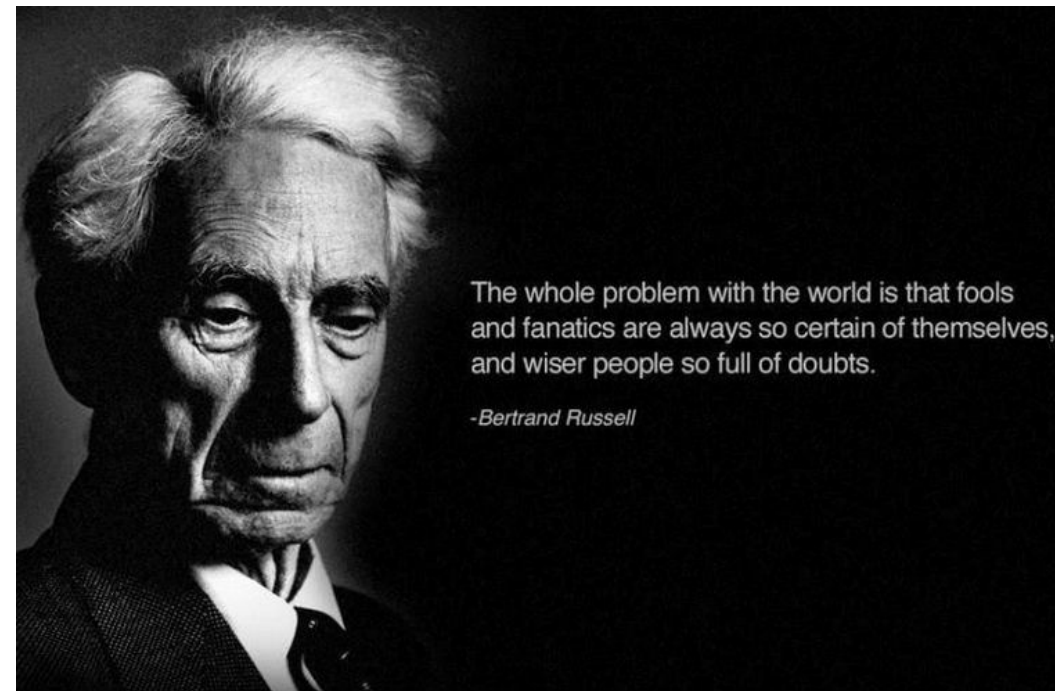 The whole problem with the world is that fools
and fanatics are always so certain of themselves,
and wiser people so full of doubts.
-Bertrand Russell